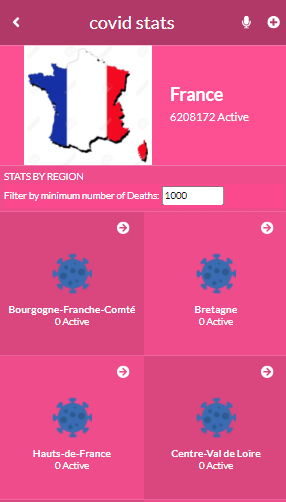 covid stats
France
6208172 Active
STATS BY REGION
Filter by minimum number of Deaths: 1000
Bourgogne-Franche-Comté
0 Active
Bretagne
0 Active
Hauts-de-France
0 Active
Centre-Val de Loire
0 Active